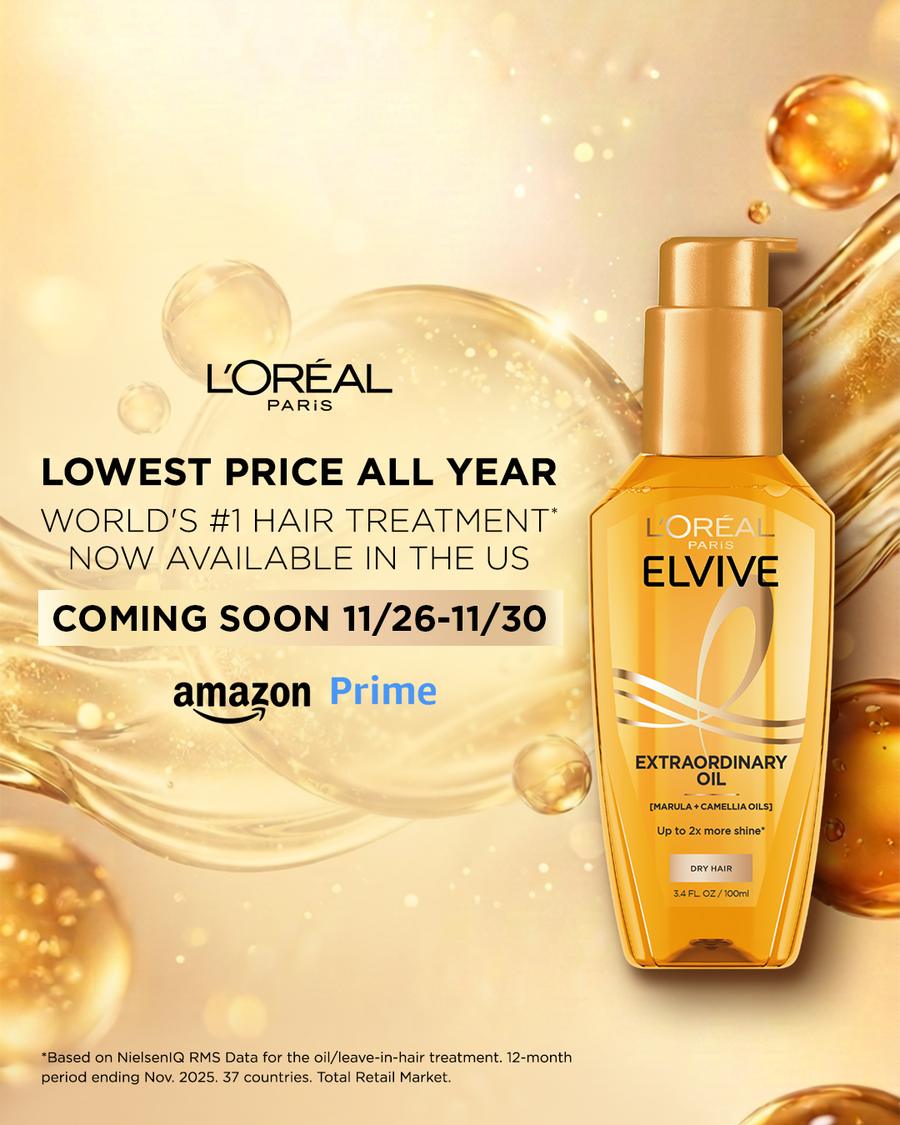 L'ORÉAL
PARiS
LOWEST PRICE ALL YEAR
WORLD'S #1 HAIR TREATMENT*
NOW AVAILABLE IN THE US
COMING SOON 11/26-11/30
amazon Prime
L'ORÉAL
PARiS
ELVIVE
EXTRAORDINARY
OIL
[MARULA + CAMELLIA OILS]
Up to 2x more shine*
DRY HAIR
3.4 FL. OZ / 100ml
*Based on NielsenIQ RMS Data for the oil/leave-in-hair treatment. 12-month
period ending Nov. 2025. 37 countries. Total Retail Market.